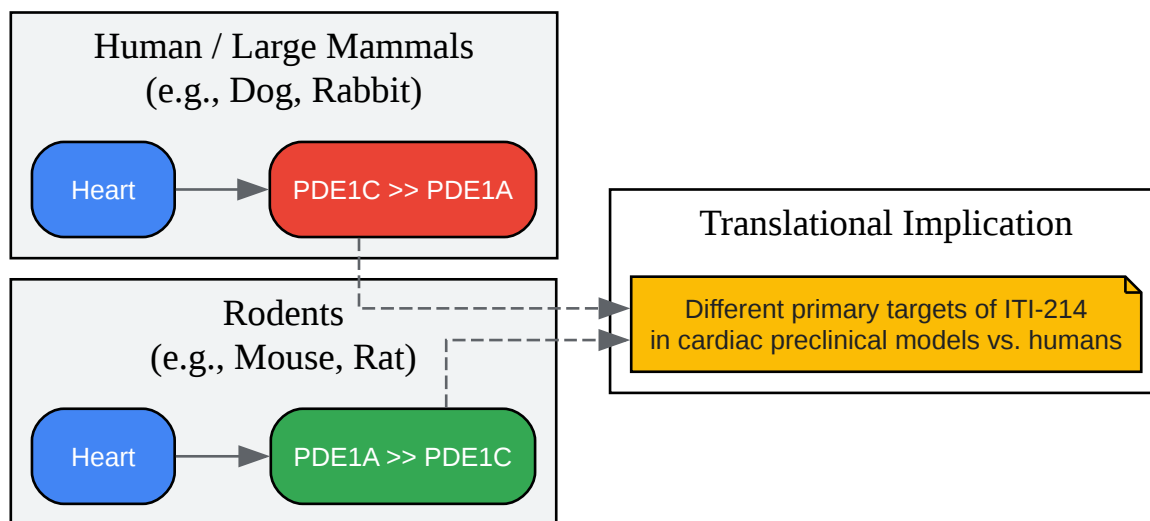 Human / Large Mammals
(e.g., Dog, Rabbit)
Heart
PDE1C >> PDE1A
Rodents
(e.g., Mouse, Rat)
Heart
PDE1A >> PDE1C
Translational Implication
Different primary targets of ITI-214
in cardiac preclinical models vs. humans